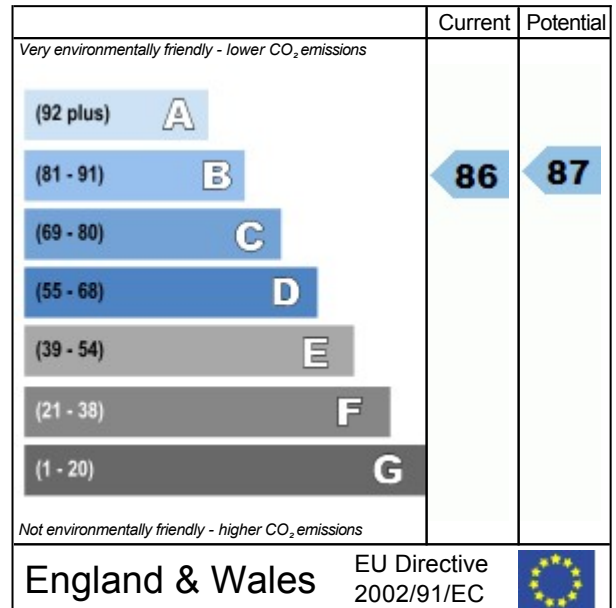 Current Potential
Very environmentally friendly - lower CO₂ emissions
(92 plus) A
(81 - 91) B 86 87
(69 - 80) C
(55 - 68) D
(39 - 54) E
(21 - 38) F
(1 - 20) G
Not environmentally friendly - higher CO₂ emissions
England & Wales
EU Directive
2002/91/EC